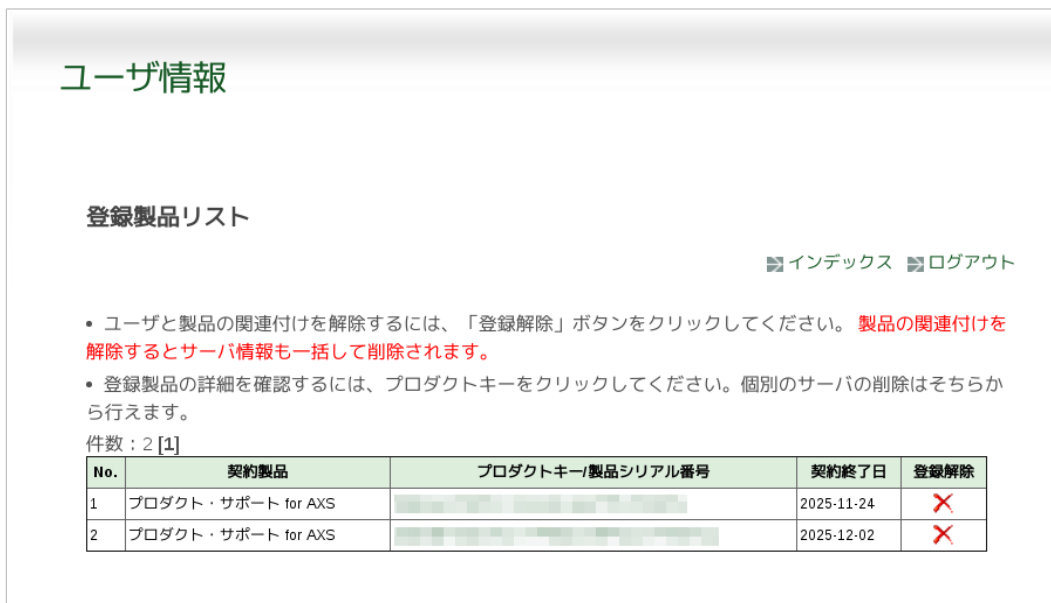 ユーザ情報
登録製品リスト
インデックス ログアウト
• ユーザと製品の関連付けを解除するには、「登録解除」ボタンをクリックしてください。 製品の関連付けを
解除するとサーバ情報も一括して削除されます。
• 登録製品の詳細を確認するには、プロダクトキーをクリックしてください。個別のサーバの削除はそちらか
ら行えます。
件数：2 [1]
No. 契約製品 プロダクトキー/製品シリアル番号 契約終了日 登録解除
1 プロダクト・サポート for AXS 2025-11-24
2 プロダクト・サポート for AXS 2025-12-02